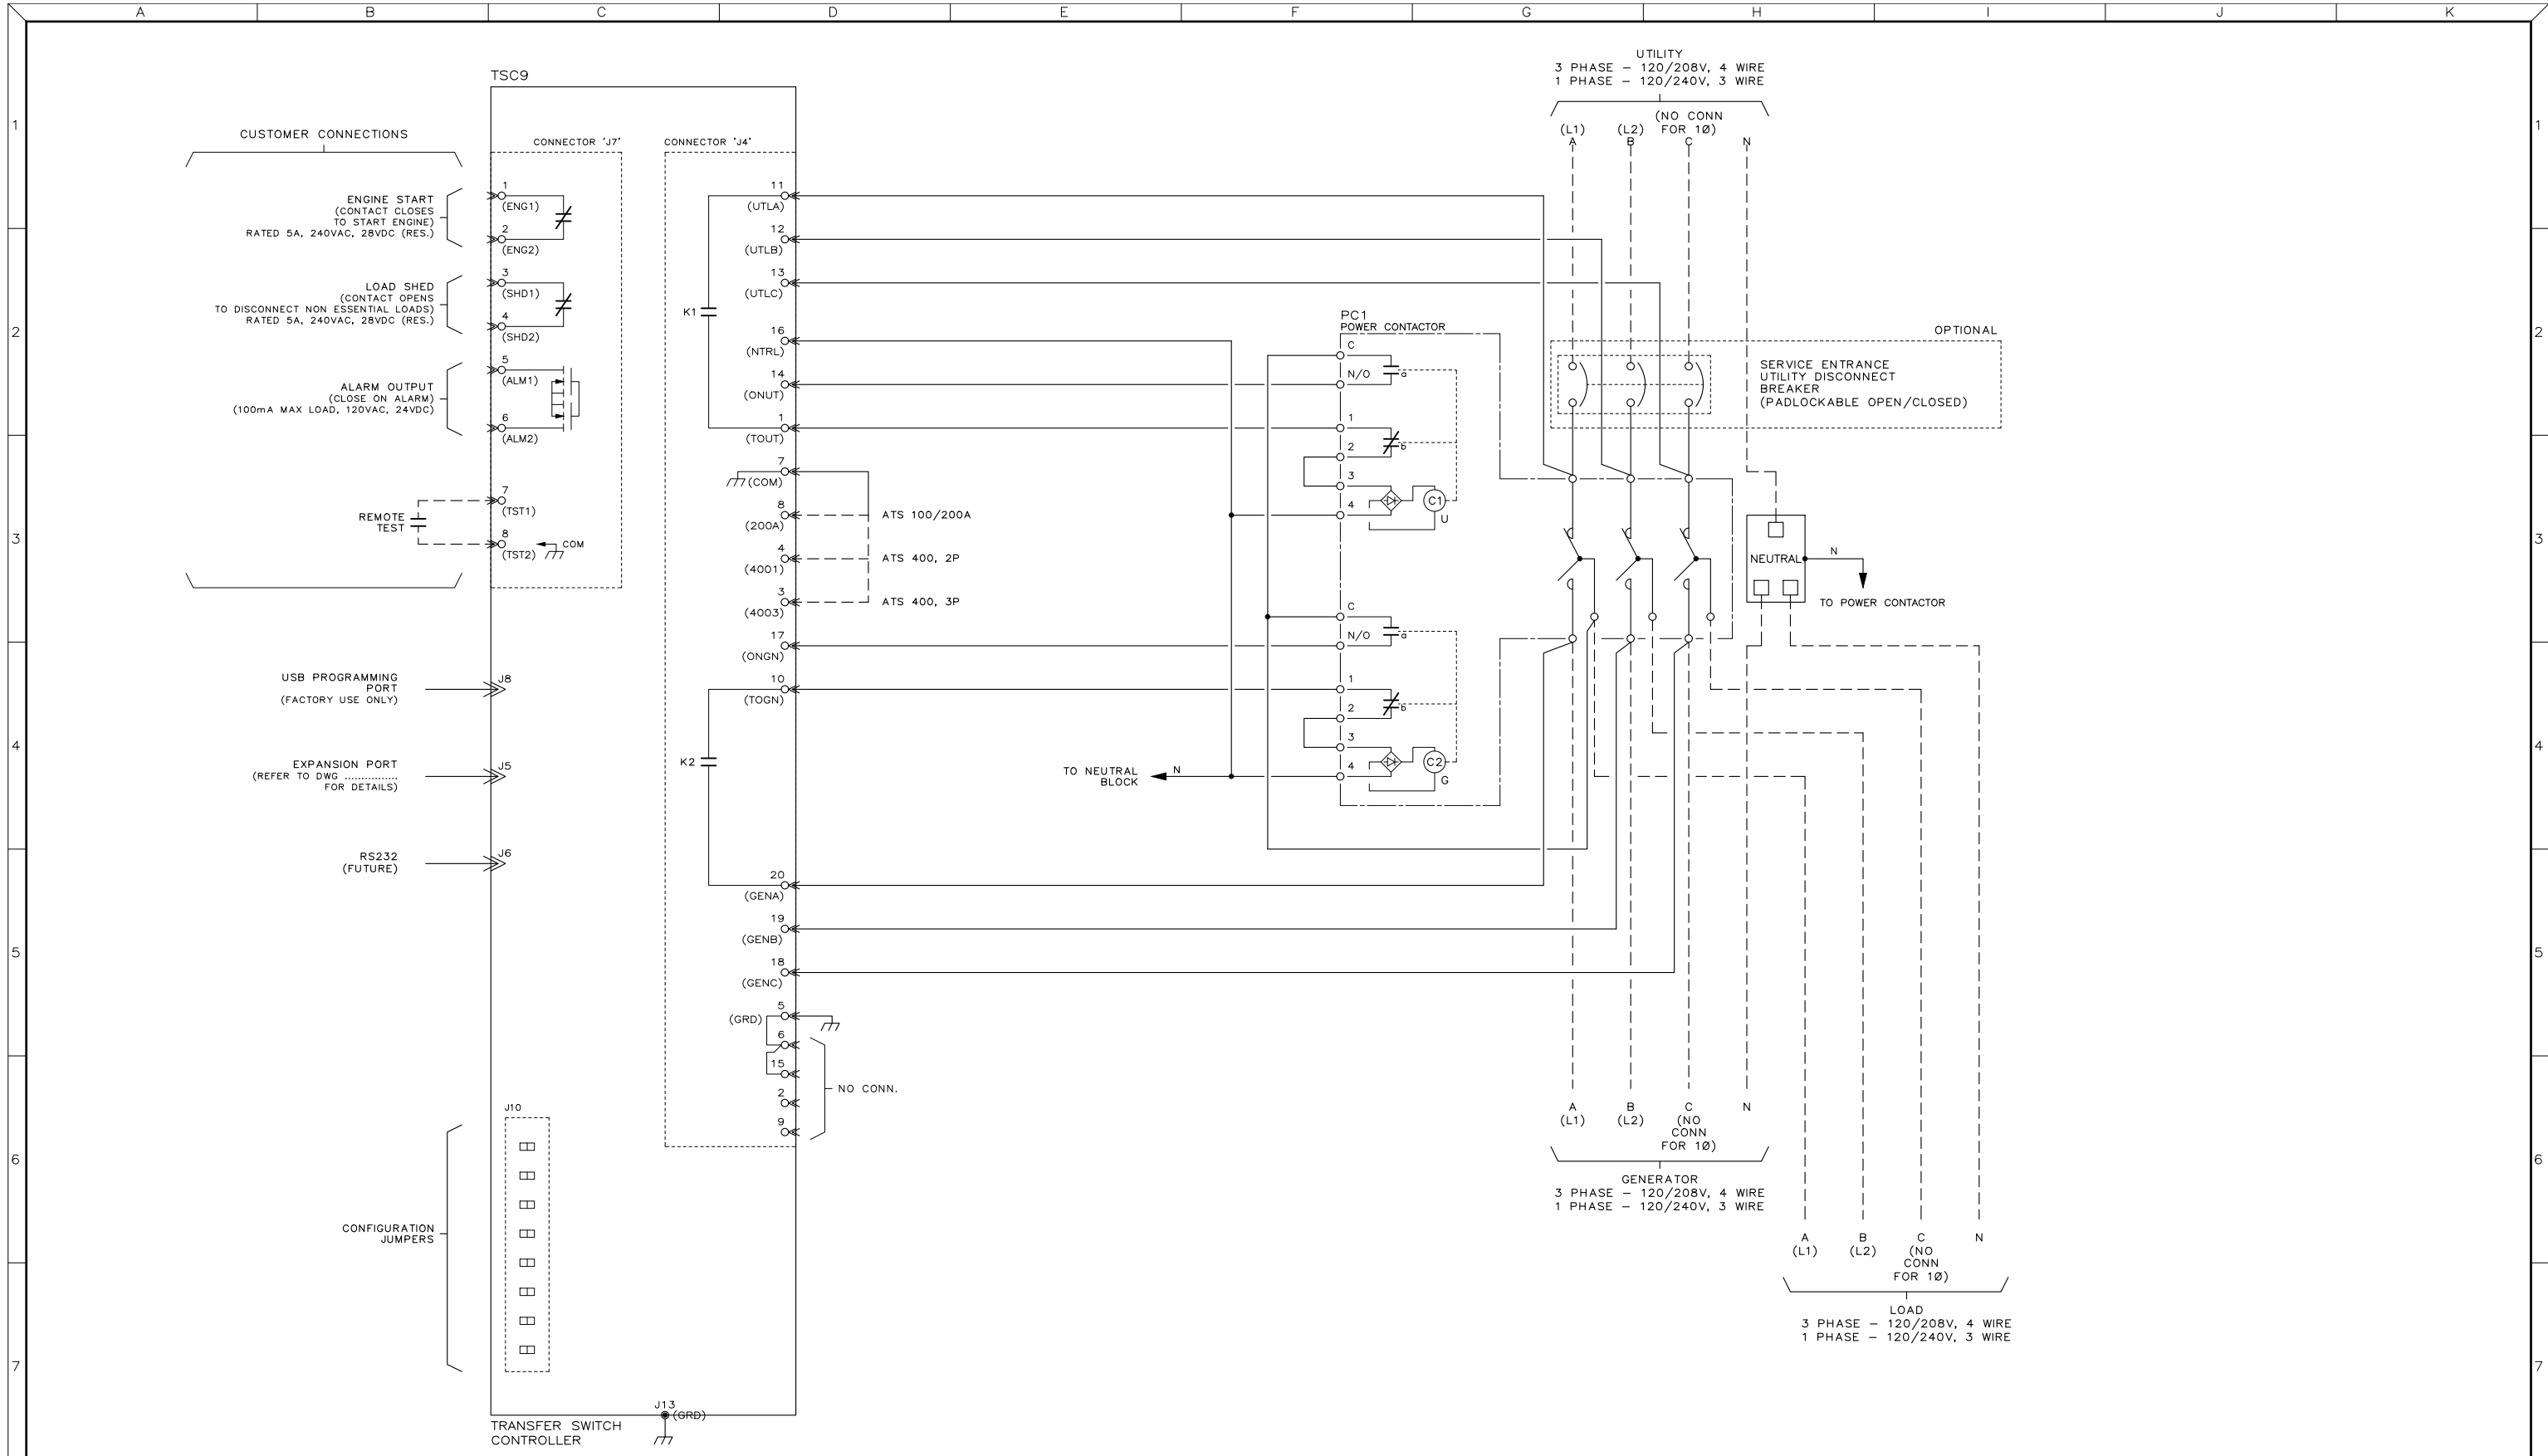 A B C D E F G H I J K
1
2
3
4
5
6
7
1
2
3
4
5
6
7
CUSTOMER CONNECTIONS
ENGINE START
(CONTACT CLOSES
TO START ENGINE)
RATED 5A, 240VAC, 28VDC (RES.)
LOAD SHED
(CONTACT OPENS
TO DISCONNECT NON ESSENTIAL LOADS)
RATED 5A, 240VAC, 28VDC (RES.)
ALARM OUTPUT
(CLOSE ON ALARM)
(100mA MAX LOAD, 120VAC, 24VDC)
REMOTE
TEST
USB PROGRAMMING
PORT
(FACTORY USE ONLY)
EXPANSION PORT
(REFER TO DWG ................
FOR DETAILS)
RS232
(FUTURE)
CONFIGURATION
JUMPERS
TSC9
CONNECTOR 'J7'
1
(ENG1)
2
(ENG2)
3
(SHD1)
4
(SHD2)
5
(ALM1)
6
(ALM2)
7
(TST1)
8
(TST2)
COM
J8
J5
J6
J10
J13
(GRD)
TRANSFER SWITCH
CONTROLLER
CONNECTOR 'J4'
K1
K2
11
(UTLA)
12
(UTLB)
13
(UTLC)
16
(NTRL)
14
(ONUT)
1
(TOUT)
7
(COM)
8
(200A)
4
(4001)
3
(4003)
17
(ONGN)
10
(TOGN)
20
(GENA)
19
(GENB)
18
(GENC)
5
(GRD)
6
15
2
9
NO CONN.
ATS 100/200A
ATS 400, 2P
ATS 400, 3P
TO NEUTRAL
BLOCK
N
PC1
POWER CONTACTOR
C
N/O
a
1
2
b
3
4
C1
U
C
N/O
a
1
2
b
3
4
C2
G
UTILITY
3 PHASE – 120/208V, 4 WIRE
1 PHASE – 120/240V, 3 WIRE
(L1)
A
(L2)
B
(NO CONN
FOR 1Ø)
C
N
OPTIONAL
SERVICE ENTRANCE
UTILITY DISCONNECT
BREAKER
(PADLOCKABLE OPEN/CLOSED)
NEUTRAL
N
TO POWER CONTACTOR
A
(L1)
B
(L2)
C
(NO
CONN
FOR 1Ø)
N
GENERATOR
3 PHASE – 120/208V, 4 WIRE
1 PHASE – 120/240V, 3 WIRE
A
(L1)
B
(L2)
C
(NO
CONN
FOR 1Ø)
N
LOAD
3 PHASE – 120/208V, 4 WIRE
1 PHASE – 120/240V, 3 WIRE